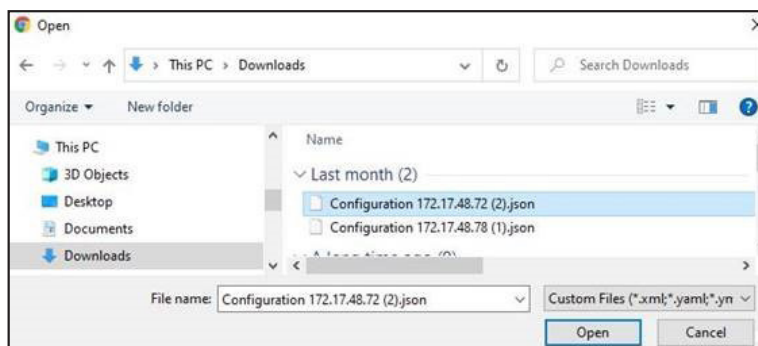 Open
This PC > Downloads
Search Downloads
Organize
New folder
This PC
3D Objects
Desktop
Documents
Downloads
Name
Last month (2)
Configuration 172.17.48.72 (2).json
Configuration 172.17.48.78 (1).json
File name: Configuration 172.17.48.72 (2).json
Custom Files (*.xml;*.yaml;*.yn
Open
Cancel